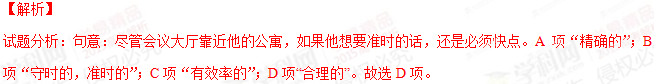 【解析】
试题分析：句意：尽管会议大厅靠近他的公寓，如果他想要准时的话，还是必须快点。A 项“精确的”；B
项“守时的，准时的”；C 项“有效率的”；D 项“合理的”。故选 D 项。